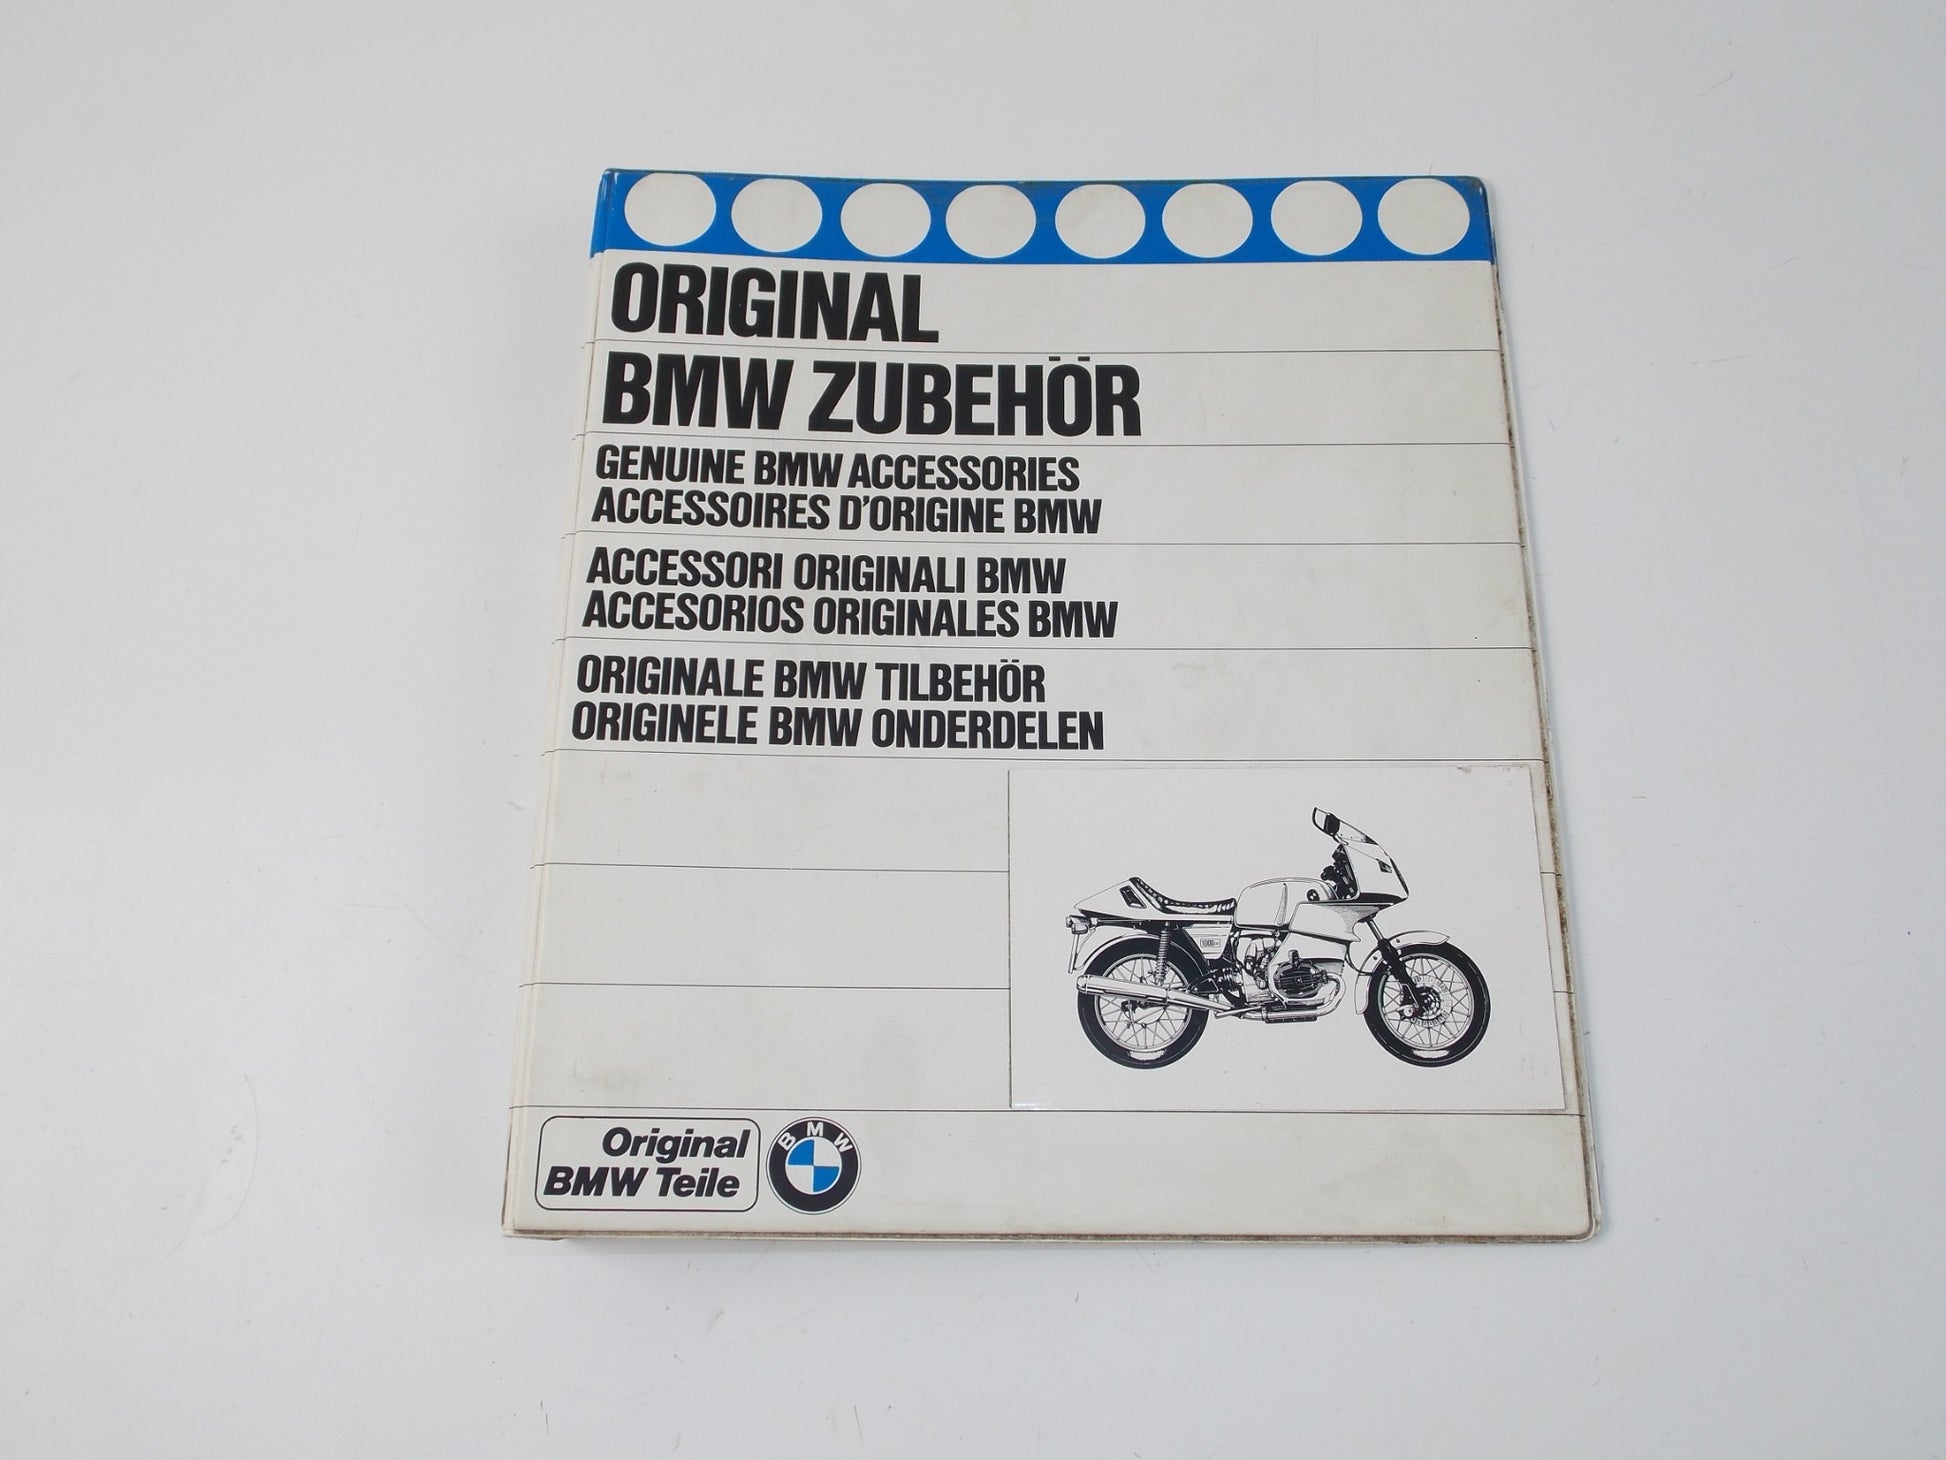 ORIGINAL
BMW ZUBEHÖR
GENUINE BMW ACCESSORIES
ACCESSOIRES D'ORIGINE BMW
ACCESSORI ORIGINALI BMW
ACCESORIOS ORIGINALES BMW
ORIGINALE BMW TILBEHÖR
ORIGINELE BMW ONDERDELEN
Original
BMW Teile
BMW